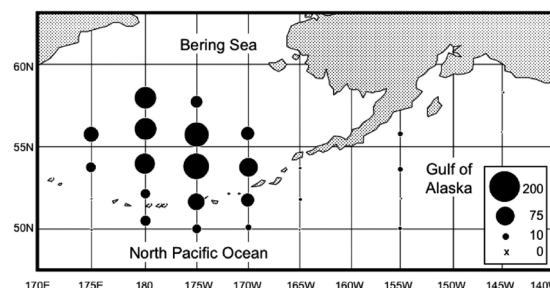 Bering Sea
60N
55N
Gulf of
Alaska
200
75
10
x 0
50N
North Pacific Ocean
170E 175E 180 175W 170W 165W 160W 155W 150W 145W 140W